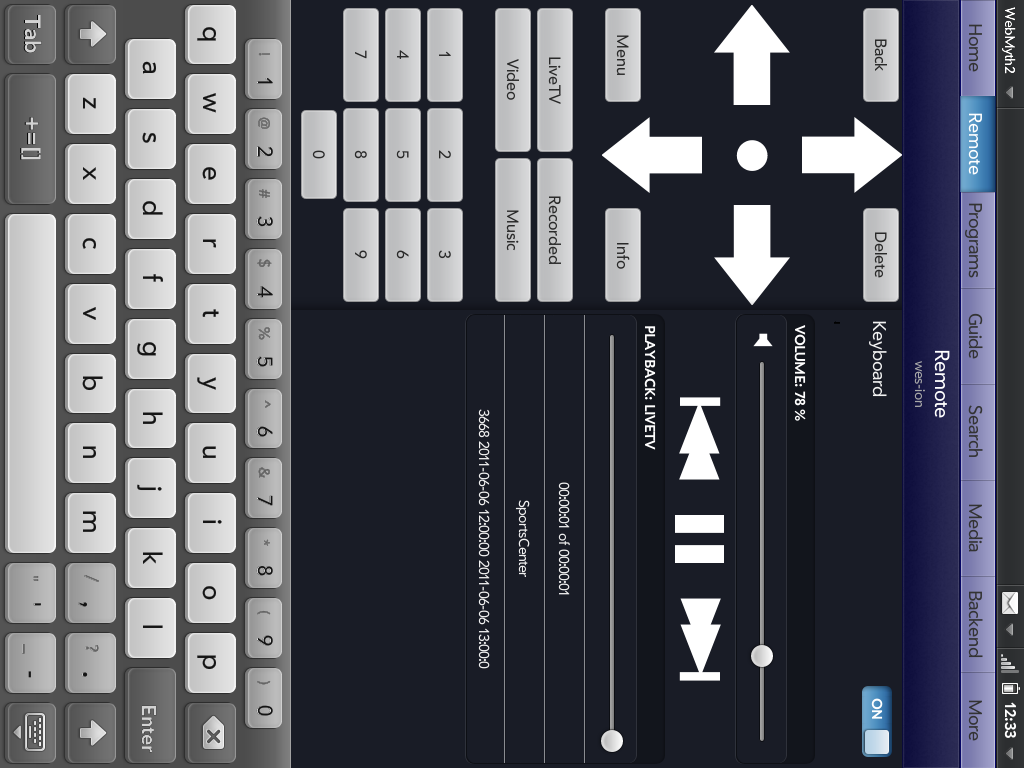 WebMyth2 12:33
Home Remote Programs Guide Search Media Backend More
Remote
wes-ion
Back Delete
Menu Info
LiveTV Recorded
Video Music
1 2 3
4 5 6
7 8 9
0
Keyboard ON
VOLUME: 78 %
PLAYBACK: LIVETV
00:00:01 of 00:00:01
SportsCenter
3668 2011-06-06 12:00:00 2011-06-06 13:00:0
! 1 @ 2 # 3 $ 4 % 5 ^ 6 & 7 * 8 ( 9 ) 0
q w e r t y u i o p
a s d f g h j k l Enter
z x c v b n m / , ? .
Tab +=[] " ' _ -